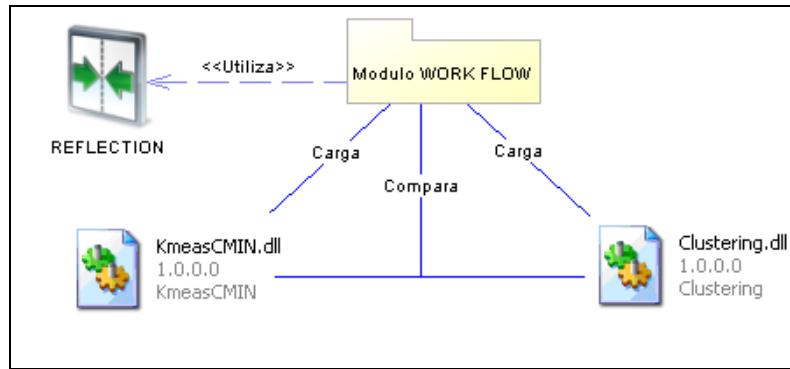 <<Utiliza>>
Modulo WORK FLOW
REFLECTION
Carga
Carga
Compara
KmeasCMIN.dll
1.0.0.0
KmeasCMIN
Clustering.dll
1.0.0.0
Clustering